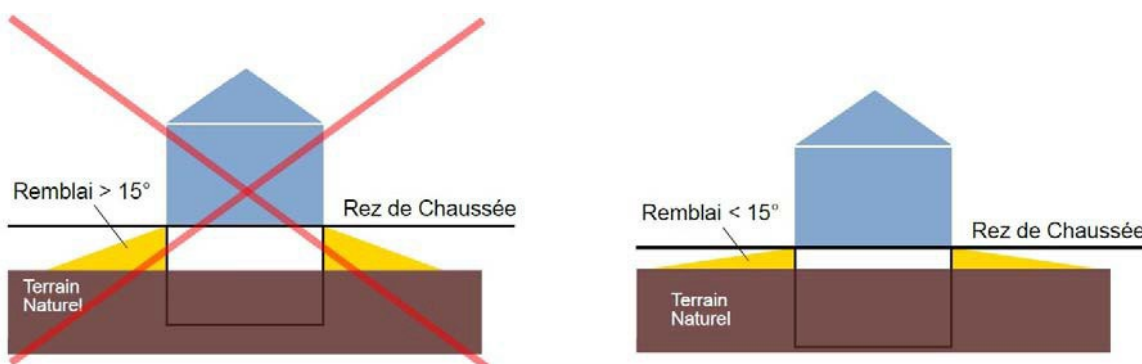 Remblai > 15°
Rez de Chaussée
Terrain
Naturel
Remblai < 15°
Rez de Chaussée
Terrain
Naturel